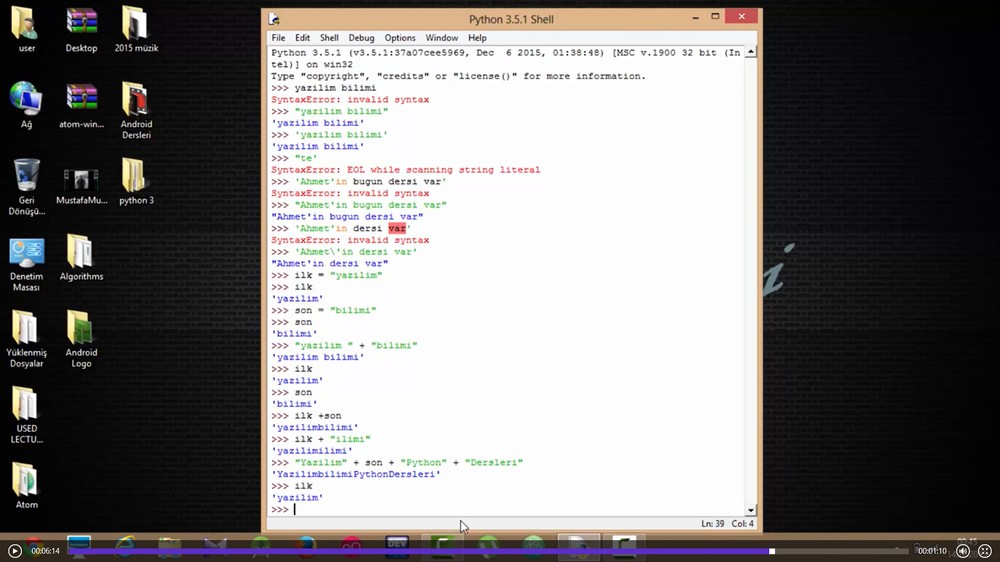 user
Desktop
2015 müzik
Ağ
atom-win...
Android
Dersleri
Geri
Dönüşü...
MustafaMu...
python 3
Denetim
Masası
Algorithms
Yüklenmiş
Dosyalar
Android
Logo
USED
LECTU...
Atom
Python 3.5.1 Shell
File Edit Shell Debug Options Window Help
Python 3.5.1 (v3.5.1:37a07cee5969, Dec  6 2015, 01:38:48) [MSC v.1900 32 bit (In
tel)] on win32
Type "copyright", "credits" or "license()" for more information.
>>> yazilim bilimi
SyntaxError: invalid syntax
>>> "yazilim bilimi"
'yazilim bilimi'
>>> 'yazilim bilimi'
'yazilim bilimi'
>>> "te'
SyntaxError: EOL while scanning string literal
>>> 'Ahmet'in bugun dersi var'
SyntaxError: invalid syntax
>>> "Ahmet'in bugun dersi var"
"Ahmet'in bugun dersi var"
>>> 'Ahmet'in dersi var'
SyntaxError: invalid syntax
>>> 'Ahmet\'in dersi var'
"Ahmet'in dersi var"
>>> ilk = "yazilim"
>>> ilk
'yazilim'
>>> son = "bilimi"
>>> son
'bilimi'
>>> "yazilim " + "bilimi"
'yazilim bilimi'
>>> ilk
'yazilim'
>>> son
'bilimi'
>>> ilk +son
'yazilimbilimi'
>>> ilk + "ilimi"
'yazilimilimi'
>>> "Yazilim" + son + "Python" + "Dersleri"
'YazilimbilimiPythonDersleri'
>>> ilk
'yazilim'
>>>
Ln: 39 Col: 4
DEV
00:45
00:06:14
00:01:10